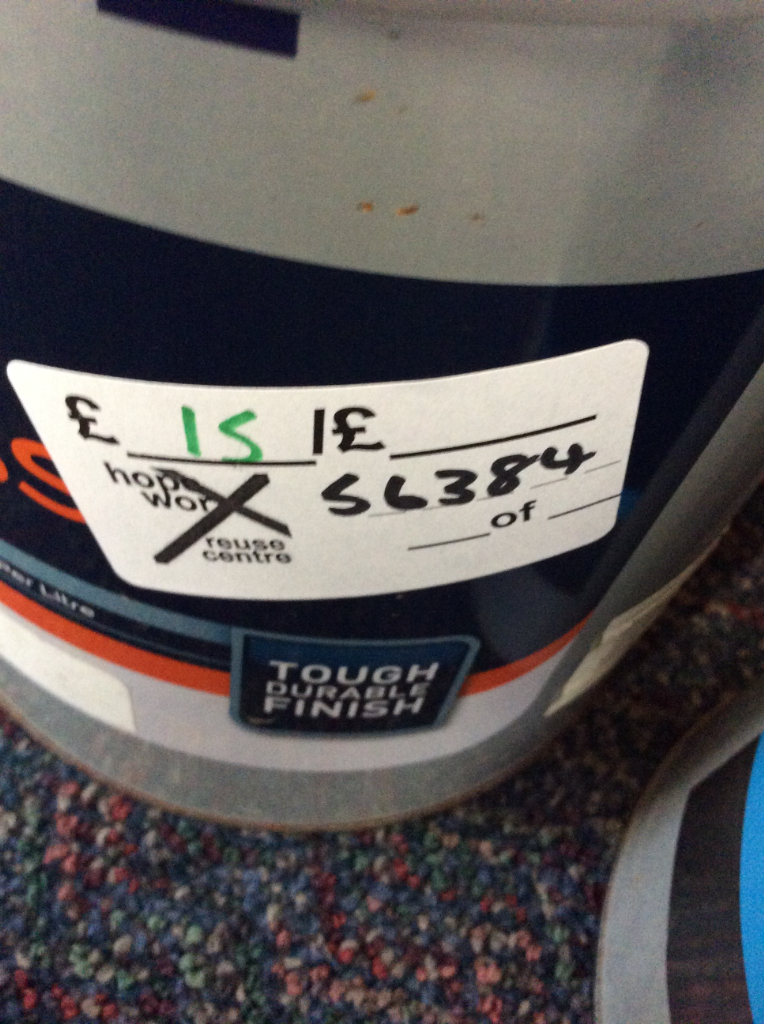 £ 15 |£
hope
wor
S6384
reuse
centre
of
Per Litre
TOUGH
DURABLE
FINISH